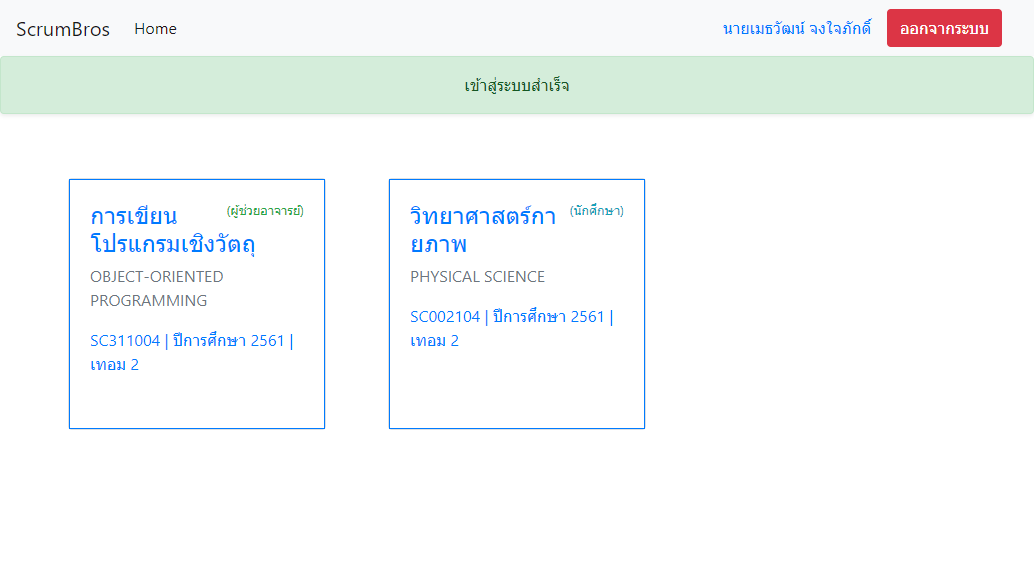 ScrumBros Home นายเมธวัฒน์ จงใจภักดิ์ ออกจากระบบ
เข้าสู่ระบบสำเร็จ
การเขียน (ผู้ช่วยอาจารย์)
โปรแกรมเชิงวัตถุ
OBJECT-ORIENTED
PROGRAMMING
SC311004 | ปีการศึกษา 2561 |
เทอม 2
วิทยาศาสตร์กา (นักศึกษา)
ยภาพ
PHYSICAL SCIENCE
SC002104 | ปีการศึกษา 2561 |
เทอม 2